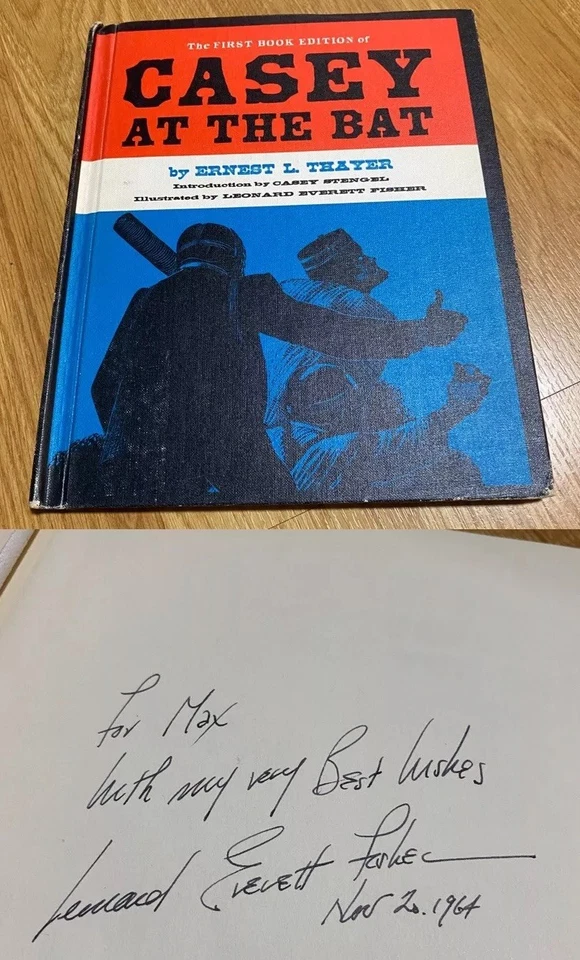 The FIRST BOOK EDITION of
CASEY
AT THE BAT
by ERNEST L. THAYER
Introduction by CASEY STENGEL
Illustrated by LEONARD EVERETT FISHER
For Max
With my very Best Wishes
Leonard Everett Fisher
Nov 20. 1964